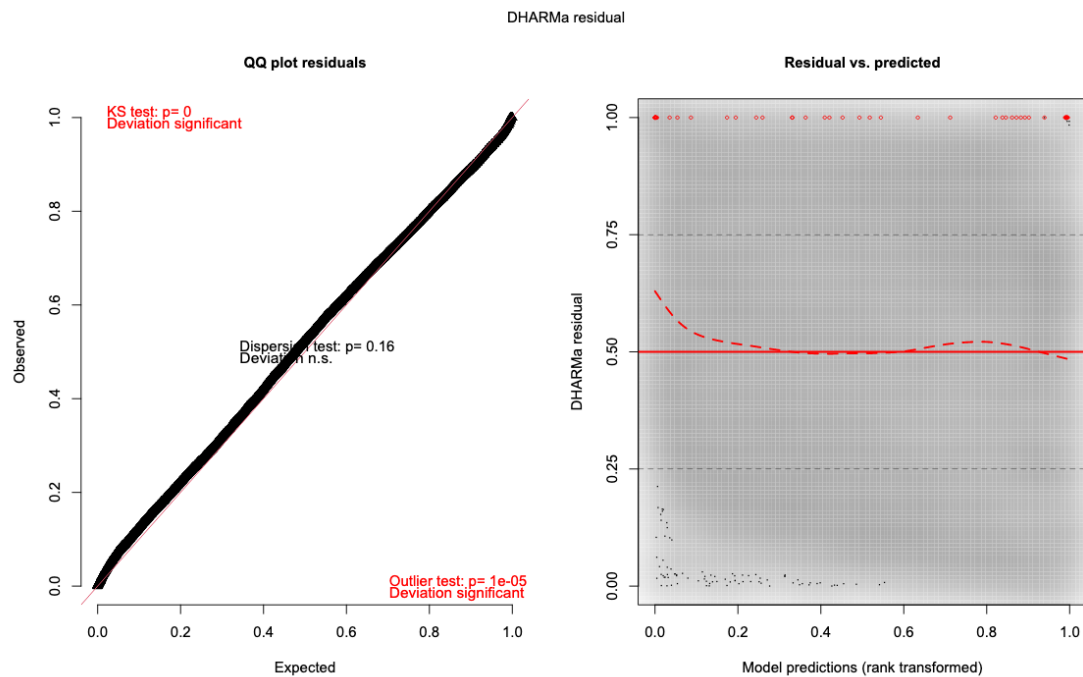 DHARMa residual
QQ plot residuals
KS test: p= 0
Deviation significant
1.0
0.8
0.6
0.4
0.2
0.0
Observed
Dispersion test: p= 0.16
Deviation n.s.
Outlier test: p= 1e-05
Deviation significant
0.0
0.2
0.4
0.6
0.8
1.0
Expected
Residual vs. predicted
1.00
0.75
0.50
0.25
0.00
DHARMa residual
0.0
0.2
0.4
0.6
0.8
1.0
Model predictions (rank transformed)